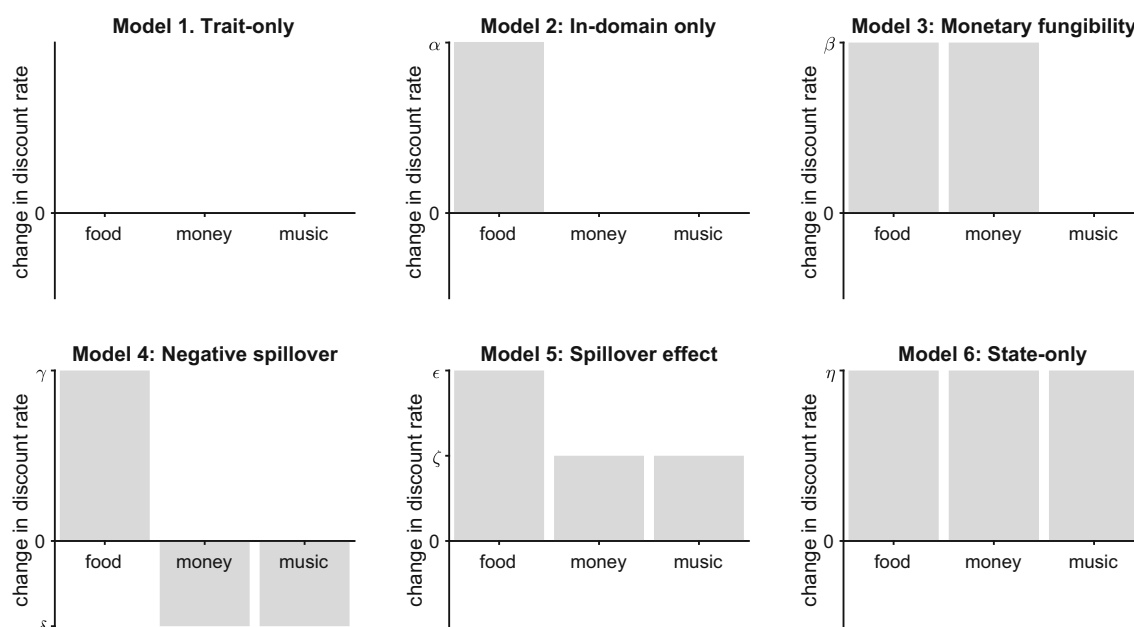 Model 1. Trait-only
change in discount rate
0
food money music
Model 2: In-domain only
change in discount rate
α
0
food money music
Model 3: Monetary fungibility
change in discount rate
β
0
food money music
Model 4: Negative spillover
change in discount rate
γ
0
food money music
δ
Model 5: Spillover effect
change in discount rate
ϵ
ζ
0
food money music
Model 6: State-only
change in discount rate
η
0
food money music